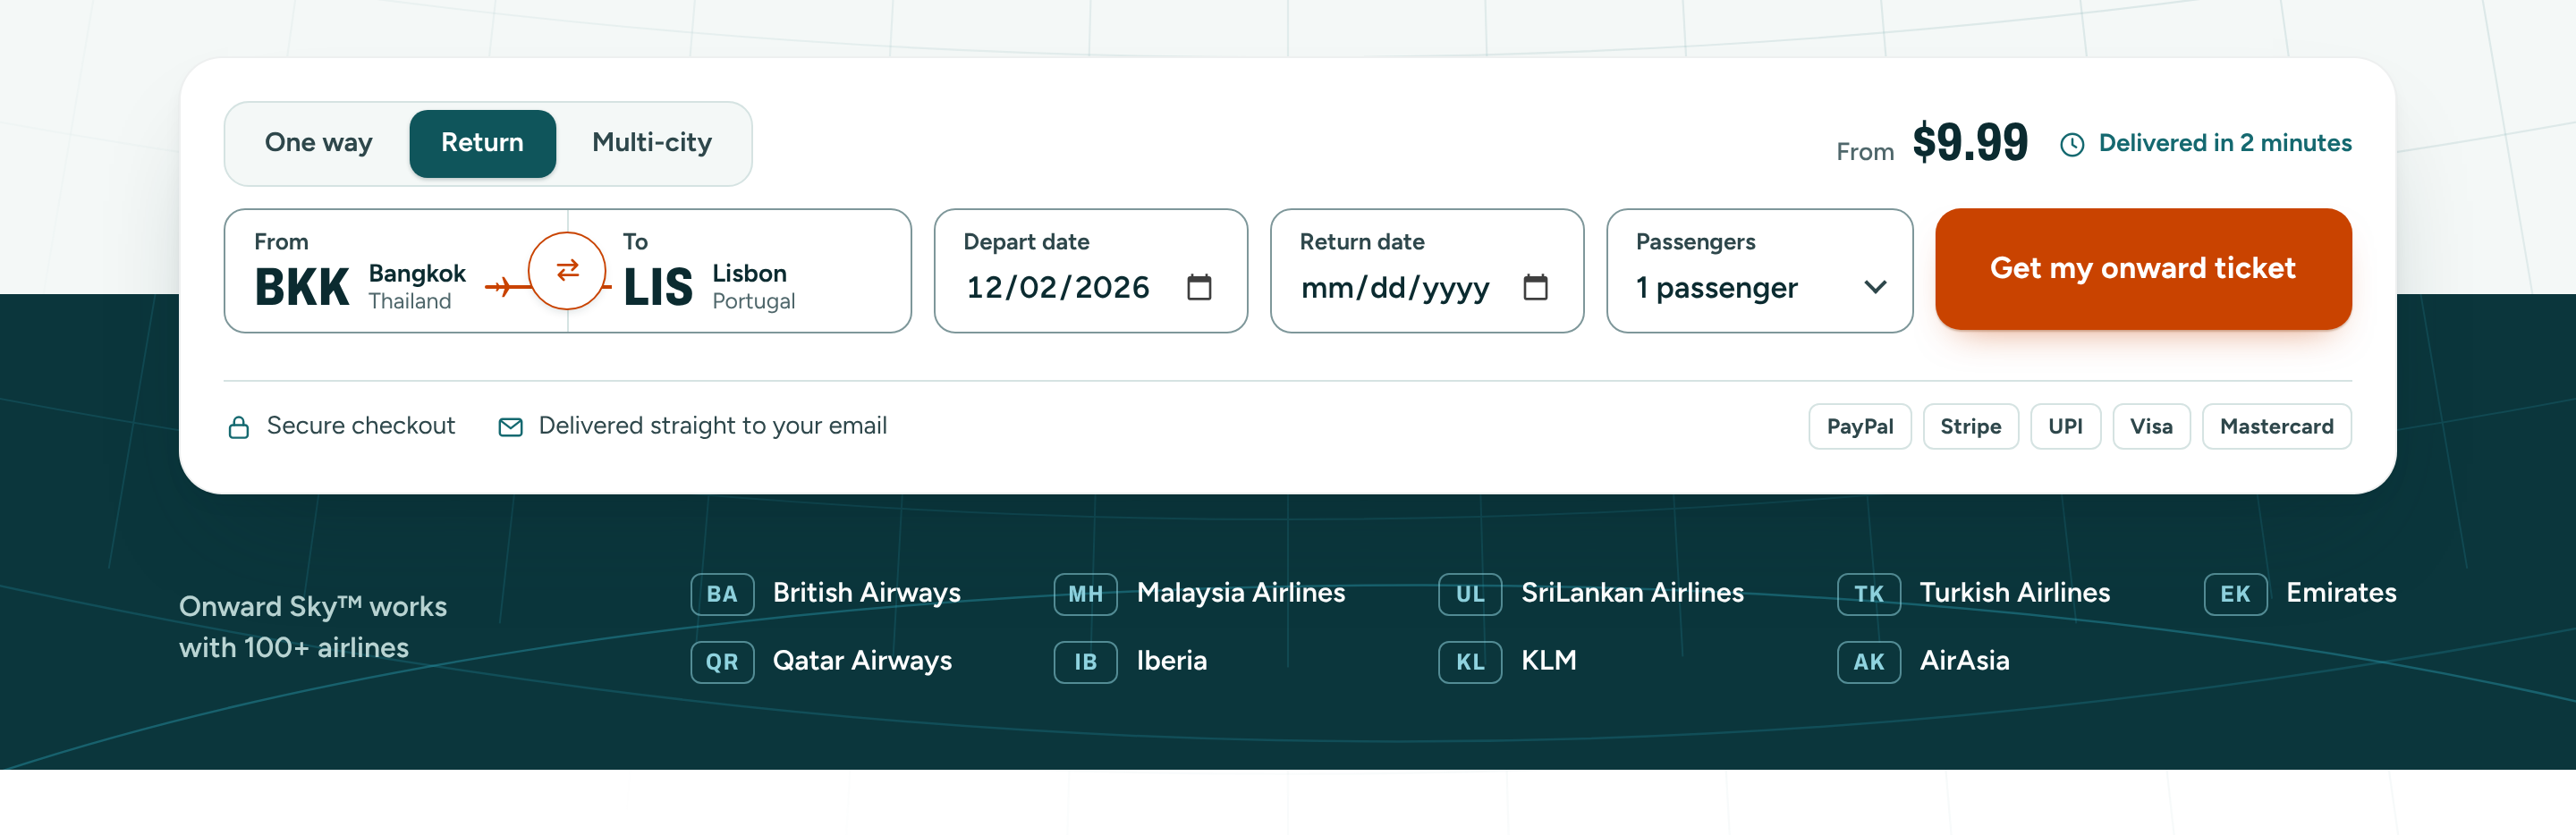 One way Return Multi-city
From $9.99 Delivered in 2 minutes
From To Depart date Return date Passengers
BKK Bangkok Thailand LIS Lisbon Portugal 12/02/2026 mm/dd/yyyy 1 passenger Get my onward ticket
Secure checkout Delivered straight to your email
PayPal Stripe UPI Visa Mastercard
Onward Sky™ works
with 100+ airlines
BA British Airways MH Malaysia Airlines UL SriLankan Airlines TK Turkish Airlines EK Emirates
QR Qatar Airways IB Iberia KL KLM AK AirAsia